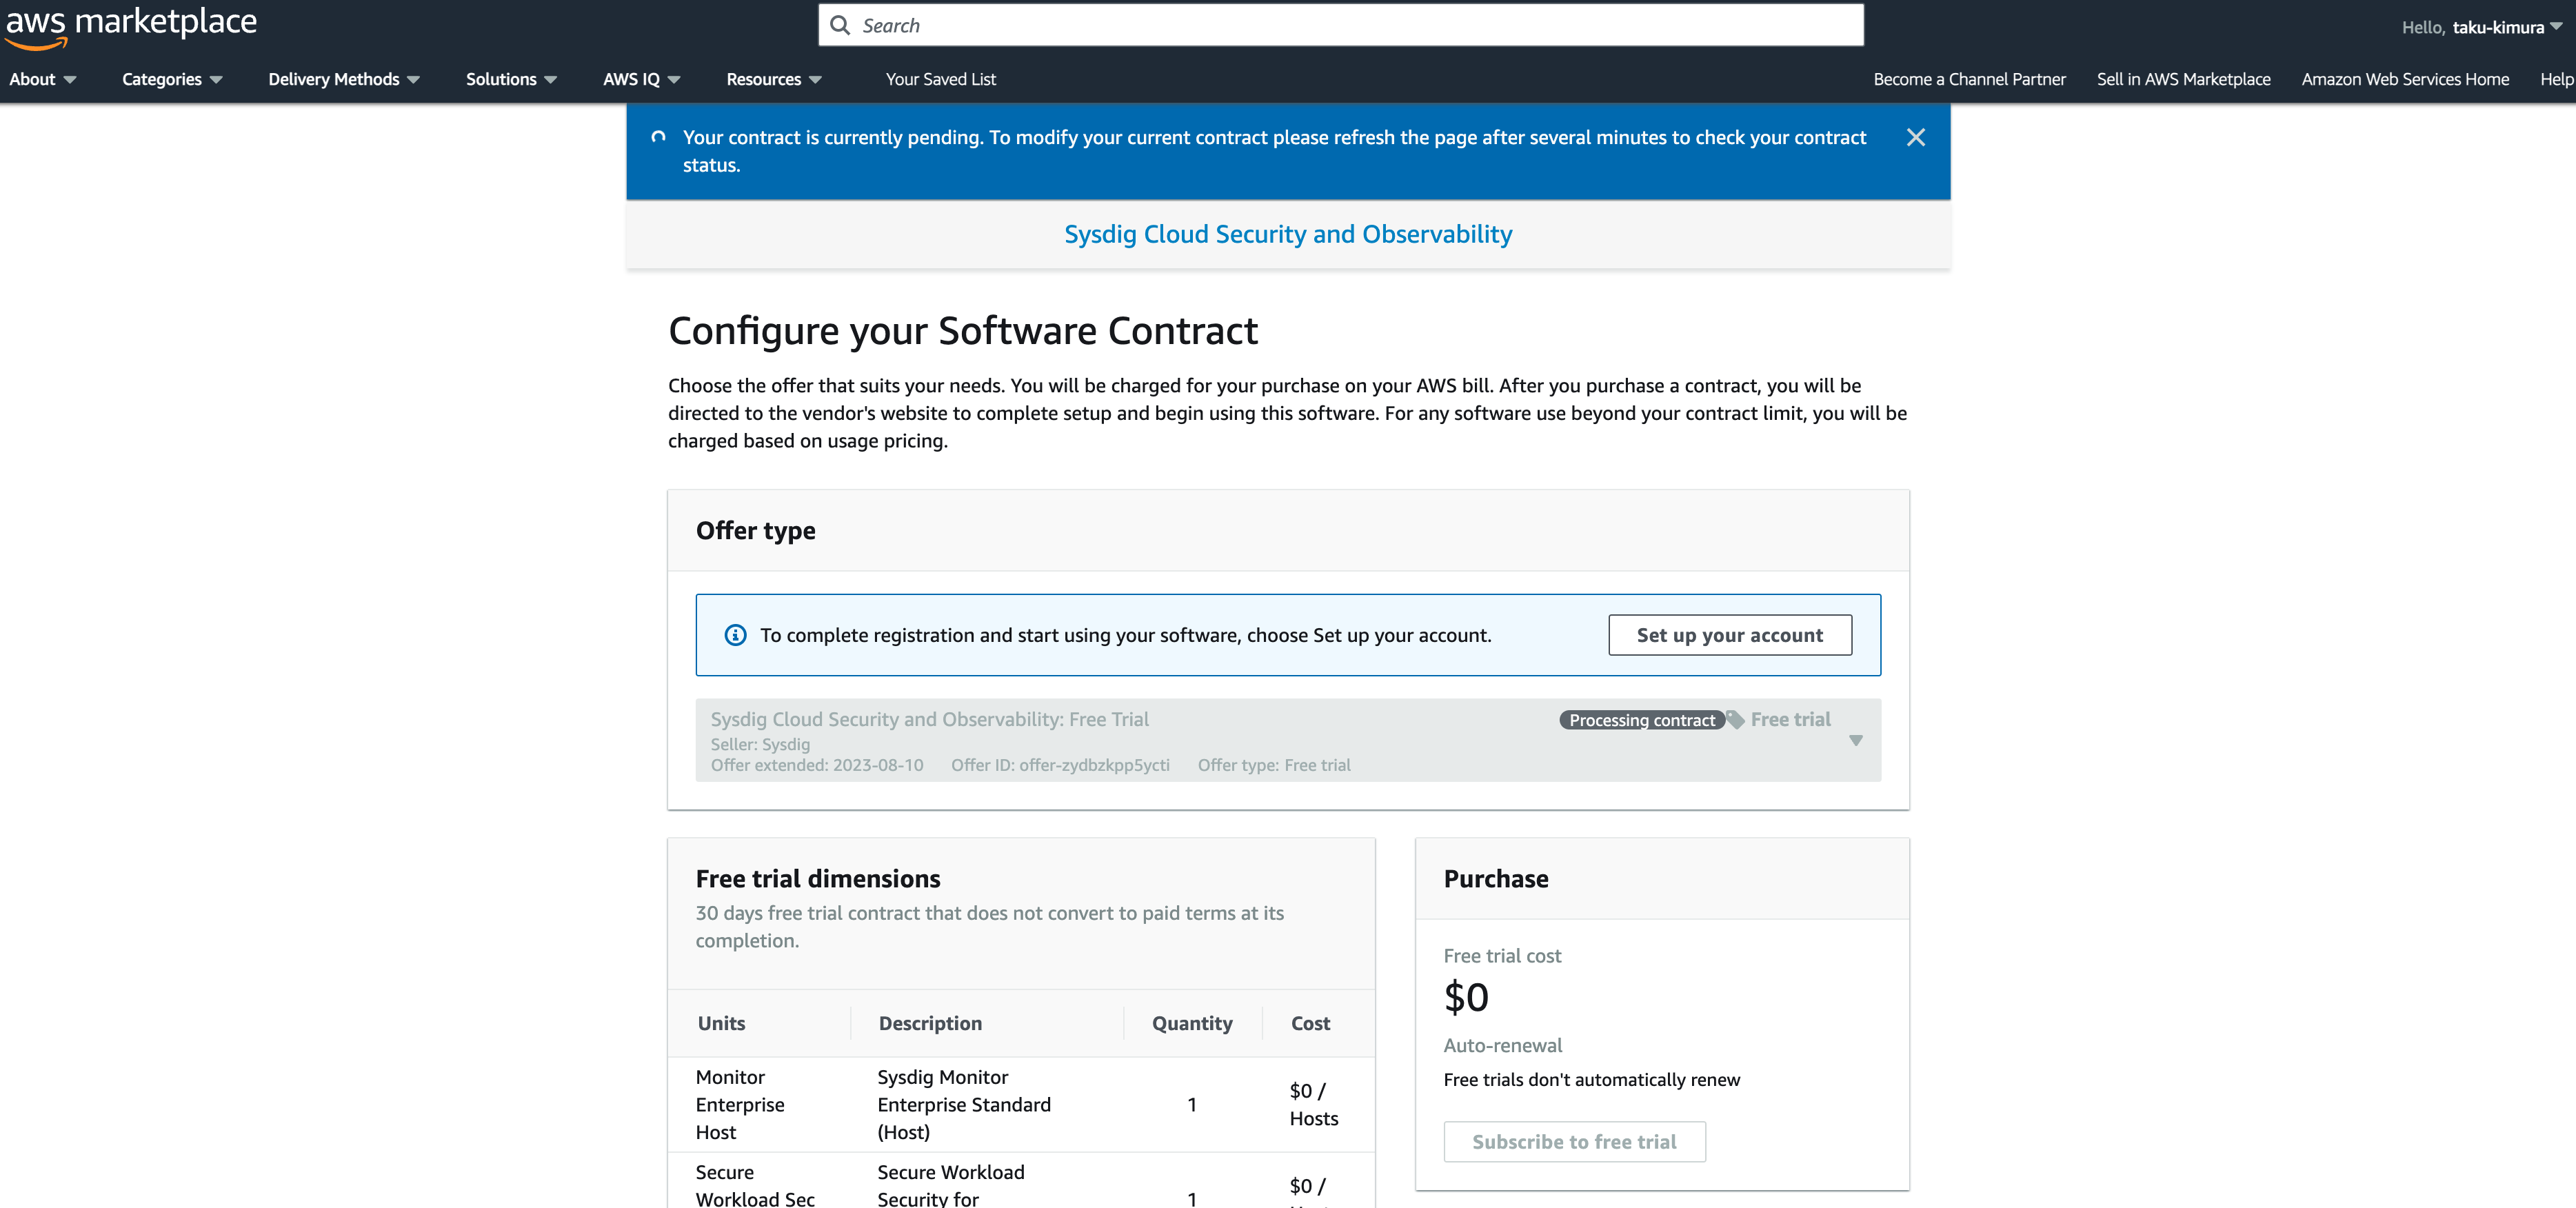 aws marketplace
Search
Hello, taku-kimura
About
Categories
Delivery Methods
Solutions
AWS IQ
Resources
Your Saved List
Become a Channel Partner
Sell in AWS Marketplace
Amazon Web Services Home
Help
Your contract is currently pending. To modify your current contract please refresh the page after several minutes to check your contract
status.
Sysdig Cloud Security and Observability
Configure your Software Contract
Choose the offer that suits your needs. You will be charged for your purchase on your AWS bill. After you purchase a contract, you will be
directed to the vendor's website to complete setup and begin using this software. For any software use beyond your contract limit, you will be
charged based on usage pricing.
Offer type
To complete registration and start using your software, choose Set up your account.
Set up your account
Sysdig Cloud Security and Observability: Free Trial
Processing contract
Free trial
Seller: Sysdig
Offer extended: 2023-08-10
Offer ID: offer-zydbzkpp5ycti
Offer type: Free trial
Free trial dimensions
30 days free trial contract that does not convert to paid terms at its
completion.
Units
Description
Quantity
Cost
Monitor
Enterprise
Host
Sysdig Monitor
Enterprise Standard
(Host)
1
$0 /
Hosts
Secure
Workload Sec
Secure Workload
Security for
1
$0 /
Purchase
Free trial cost
$0
Auto-renewal
Free trials don't automatically renew
Subscribe to free trial